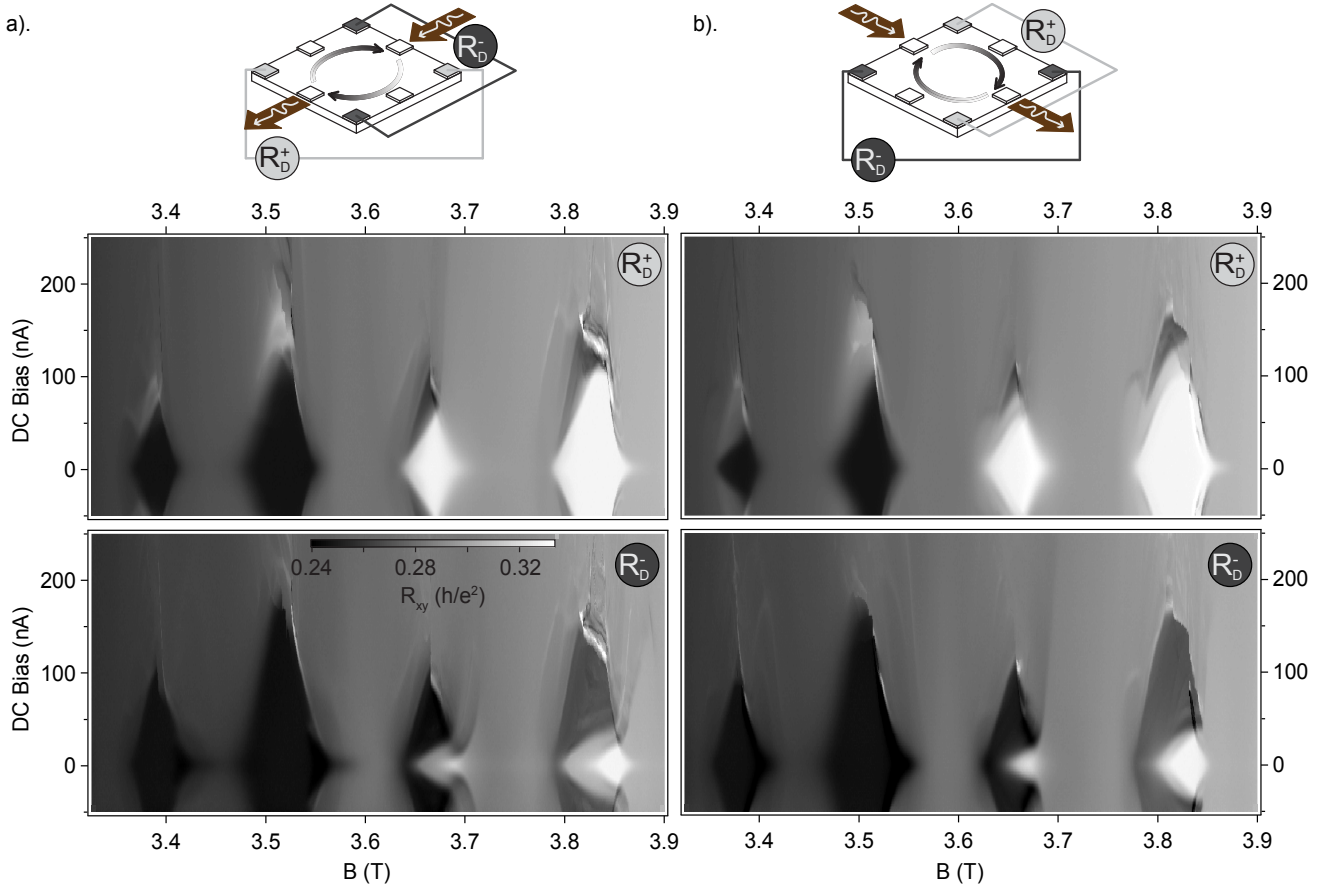 a).
b).
R_D^-
R_D^+
R_D^+
R_D^-
3.4 3.5 3.6 3.7 3.8 3.9
3.4 3.5 3.6 3.7 3.8 3.9
DC Bias (nA)
200
100
0
R_D^+
R_D^+
200
100
0
DC Bias (nA)
200
100
0
0.24 0.28 0.32
R_xy (h/e²)
R_D^-
R_D^-
200
100
0
3.4 3.5 3.6 3.7 3.8 3.9
B (T)
3.4 3.5 3.6 3.7 3.8 3.9
B (T)